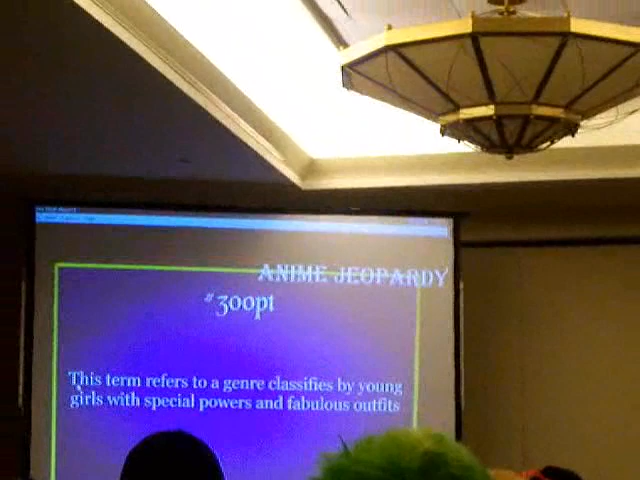 ANIME JEOPARDY
300pt
This term refers to a genre classifies by young
girls with special powers and fabulous outfits